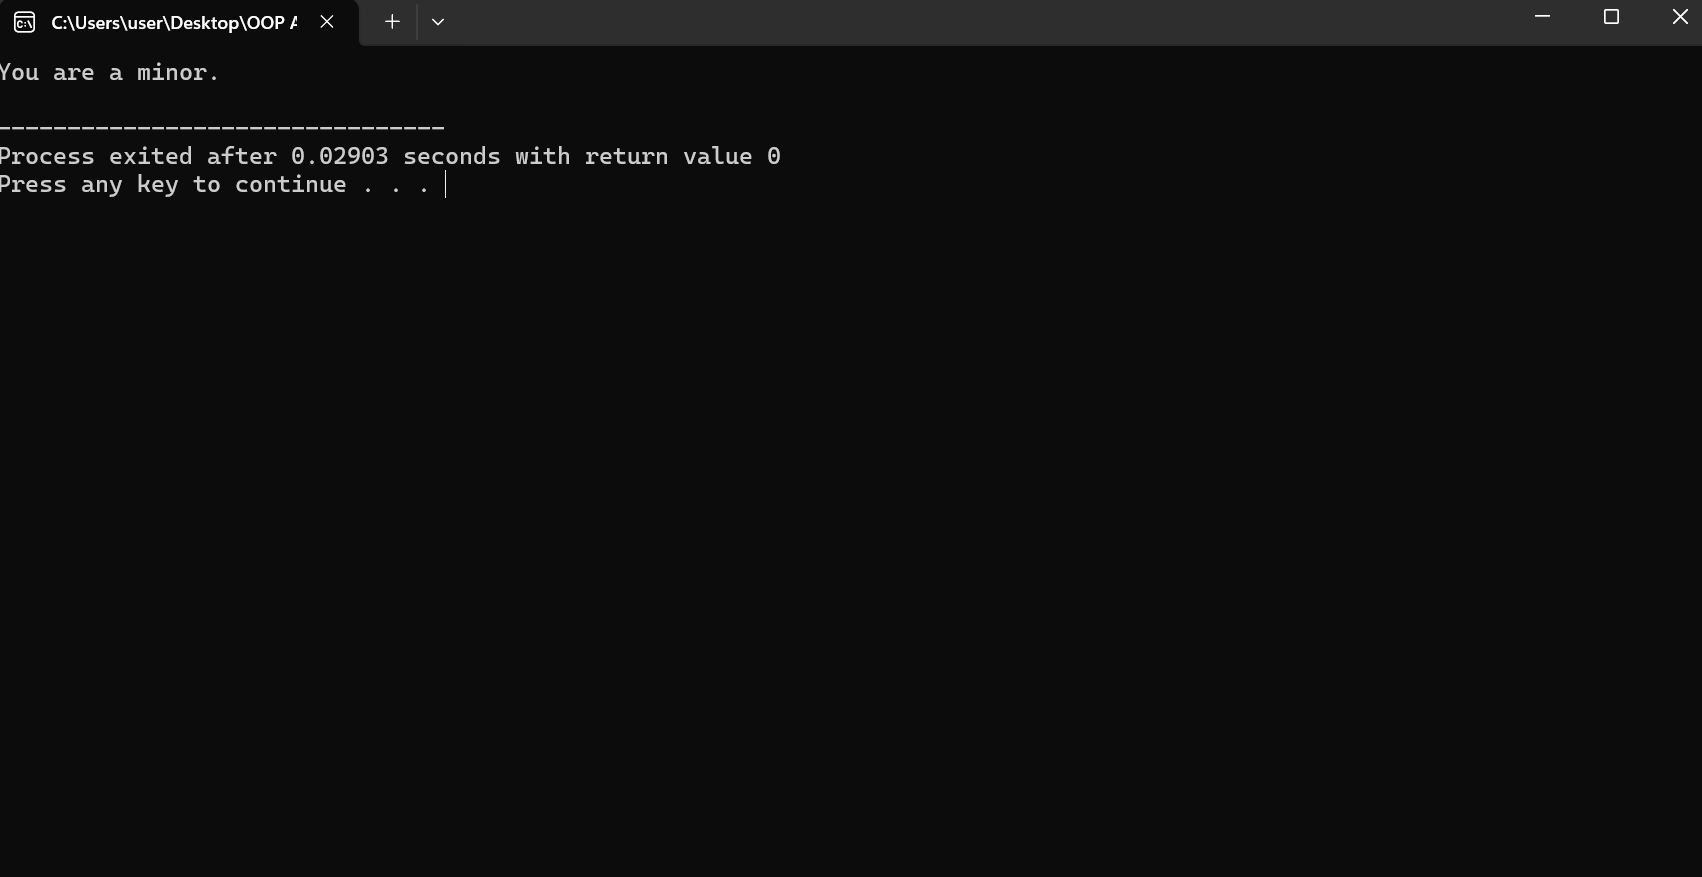 C:\Users\user\Desktop\OOP A
You are a minor.
--------------------------------
Process exited after 0.02903 seconds with return value 0
Press any key to continue . . .